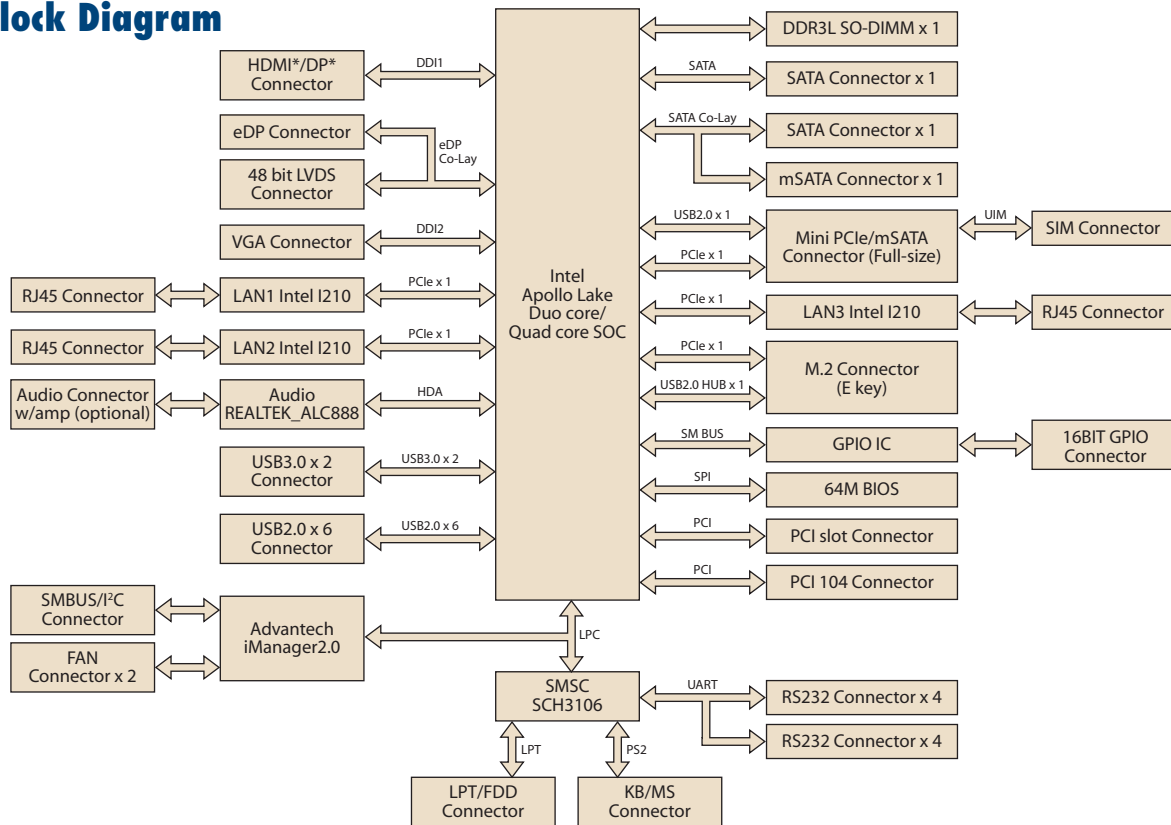 lock Diagram
HDMI*/DP*
Connector
DDI1
eDP Connector
eDP
Co-Lay
48 bit LVDS
Connector
VGA Connector
DDI2
RJ45 Connector
LAN1 Intel I210
PCIe x 1
RJ45 Connector
LAN2 Intel I210
PCIe x 1
Audio Connector
w/amp (optional)
Audio
REALTEK_ALC888
HDA
USB3.0 x 2
Connector
USB3.0 x 2
USB2.0 x 6
Connector
USB2.0 x 6
SMBUS/I²C
Connector
FAN
Connector x 2
Advantech
iManager2.0
Intel
Apollo Lake
Duo core/
Quad core SOC
DDR3L SO-DIMM x 1
SATA
SATA Connector x 1
SATA Co-Lay
SATA Connector x 1
mSATA Connector x 1
USB2.0 x 1
PCIe x 1
Mini PCIe/mSATA
Connector (Full-size)
UIM
SIM Connector
PCIe x 1
LAN3 Intel I210
RJ45 Connector
PCIe x 1
USB2.0 HUB x 1
M.2 Connector
(E key)
SM BUS
GPIO IC
16BIT GPIO
Connector
SPI
64M BIOS
PCI
PCI slot Connector
PCI
PCI 104 Connector
LPC
SMSC
SCH3106
UART
RS232 Connector x 4
RS232 Connector x 4
LPT
PS2
LPT/FDD
Connector
KB/MS
Connector